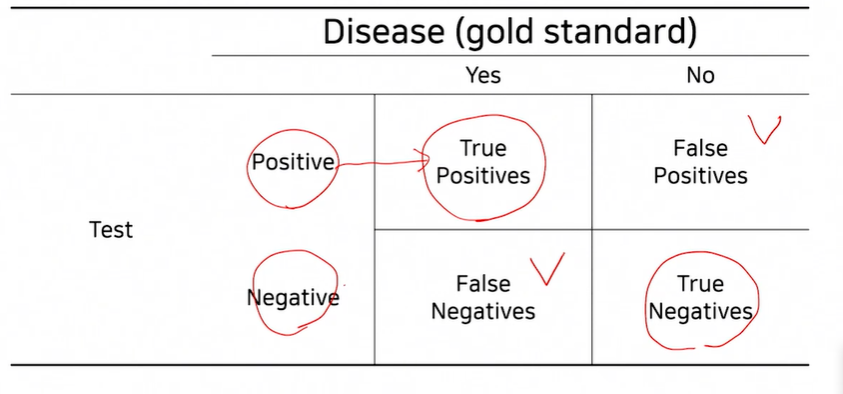 Disease (gold standard)
Yes
No
Positive
True
Positives
False
Positives
Test
Negative
False
Negatives
True
Negatives